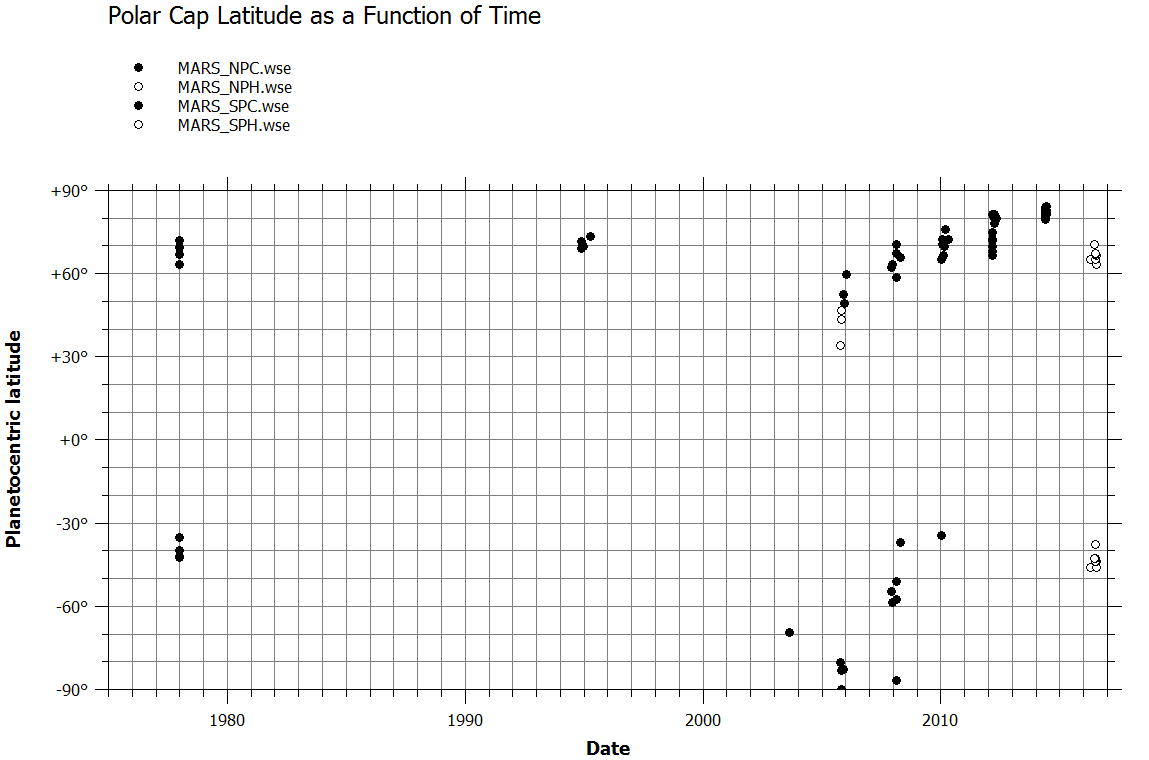 Polar Cap Latitude as a Function of Time
MARS_NPC.wse
MARS_NPH.wse
MARS_SPC.wse
MARS_SPH.wse
+90°
+60°
+30°
+0°
-30°
-60°
-90°
Planetocentric latitude
1980 1990 2000 2010
Date